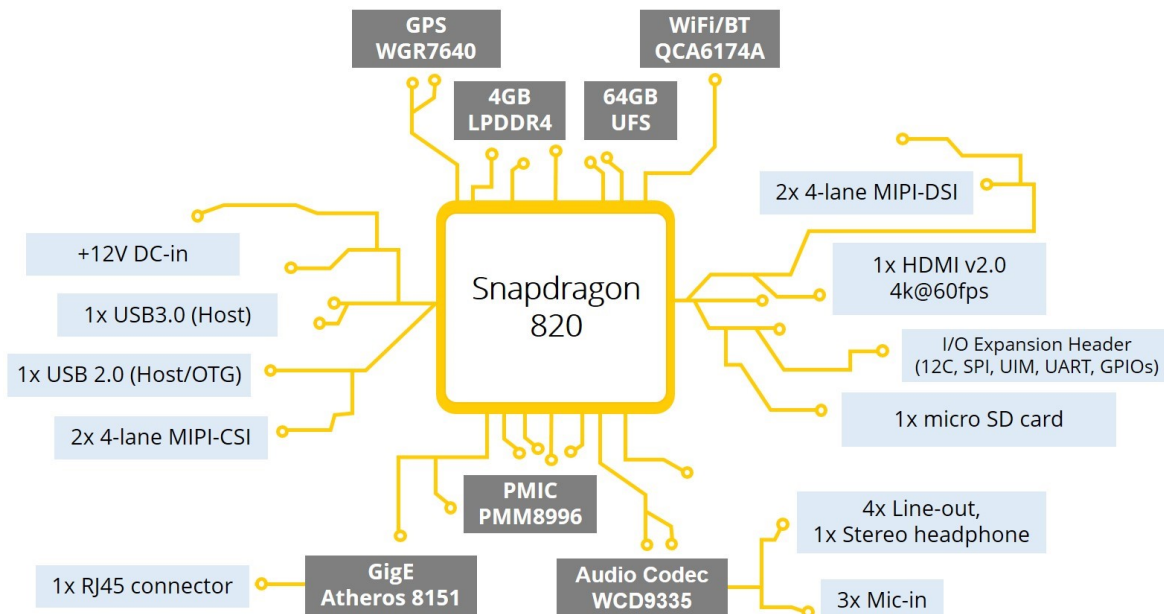 GPS
WGR7640
WiFi/BT
QCA6174A
4GB
LPDDR4
64GB
UFS
2x 4-lane MIPI-DSI
+12V DC-in
1x HDMI v2.0
4k@60fps
Snapdragon
820
1x USB3.0 (Host)
I/O Expansion Header
(12C, SPI, UIM, UART, GPIOs)
1x USB 2.0 (Host/OTG)
1x micro SD card
2x 4-lane MIPI-CSI
PMIC
PMM8996
4x Line-out,
1x Stereo headphone
1x RJ45 connector
GigE
Atheros 8151
Audio Codec
WCD9335
3x Mic-in